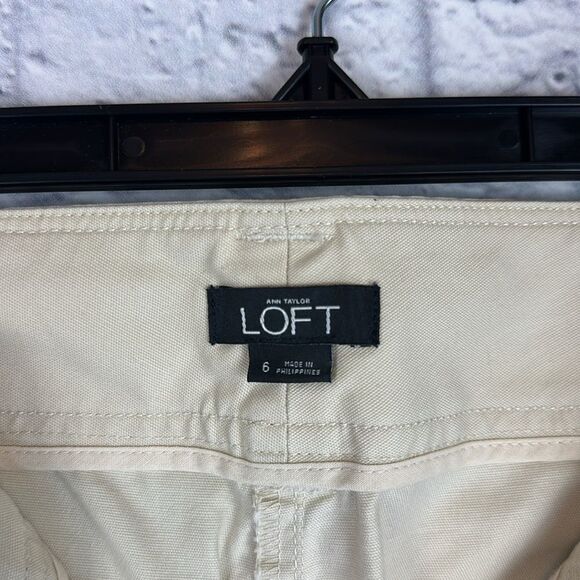 ANN TAYLOR
LOFT
6
MADE IN
PHILIPPINES